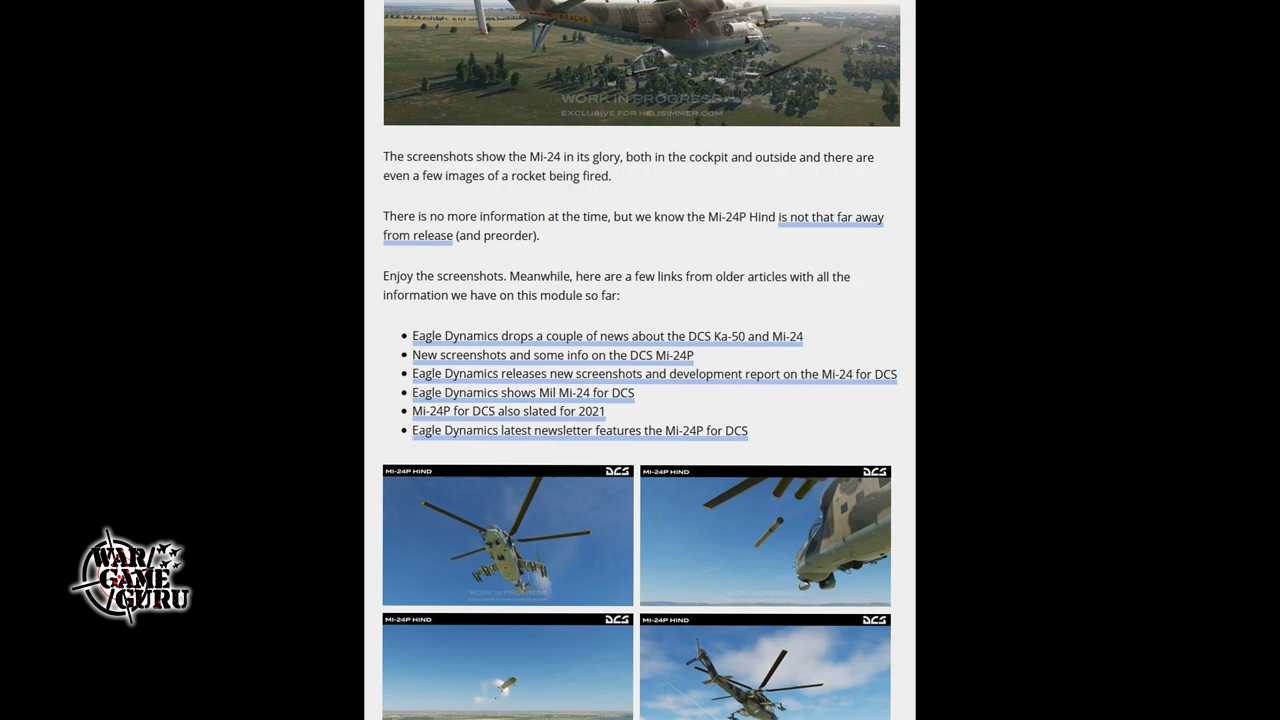 WORK IN PROGRESS
EXCLUSIVE FOR HELISIMMER.COM
The screenshots show the Mi-24 in its glory, both in the cockpit and outside and there are
even a few images of a rocket being fired.
There is no more information at the time, but we know the Mi-24P Hind is not that far away
from release (and preorder).
Enjoy the screenshots. Meanwhile, here are a few links from older articles with all the
information we have on this module so far:
• Eagle Dynamics drops a couple of news about the DCS Ka-50 and Mi-24
• New screenshots and some info on the DCS Mi-24P
• Eagle Dynamics releases new screenshots and development report on the Mi-24 for DCS
• Eagle Dynamics shows Mil Mi-24 for DCS
• Mi-24P for DCS also slated for 2021
• Eagle Dynamics latest newsletter features the Mi-24P for DCS
MI-24P HIND DCS
MI-24P HIND DCS
WORK IN PROGRESS
WORK IN PROGRESS
MI-24P HIND DCS
MI-24P HIND DCS
WAR
GAME
GURU